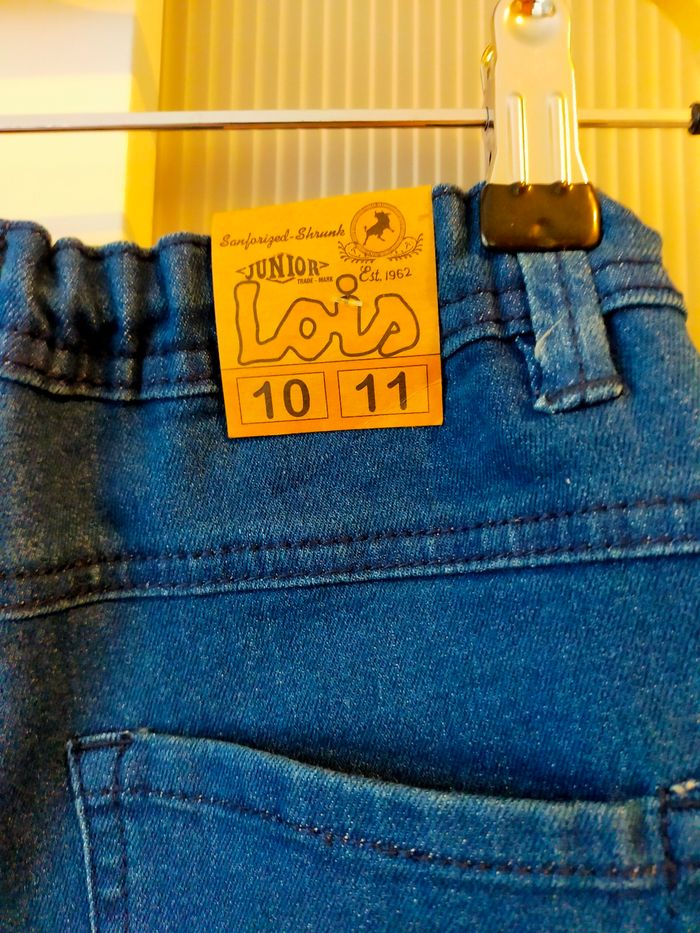 Sanforized-Shrunk
JUNIOR
TRADE - MARK
Est. 1962
Lois
10 11